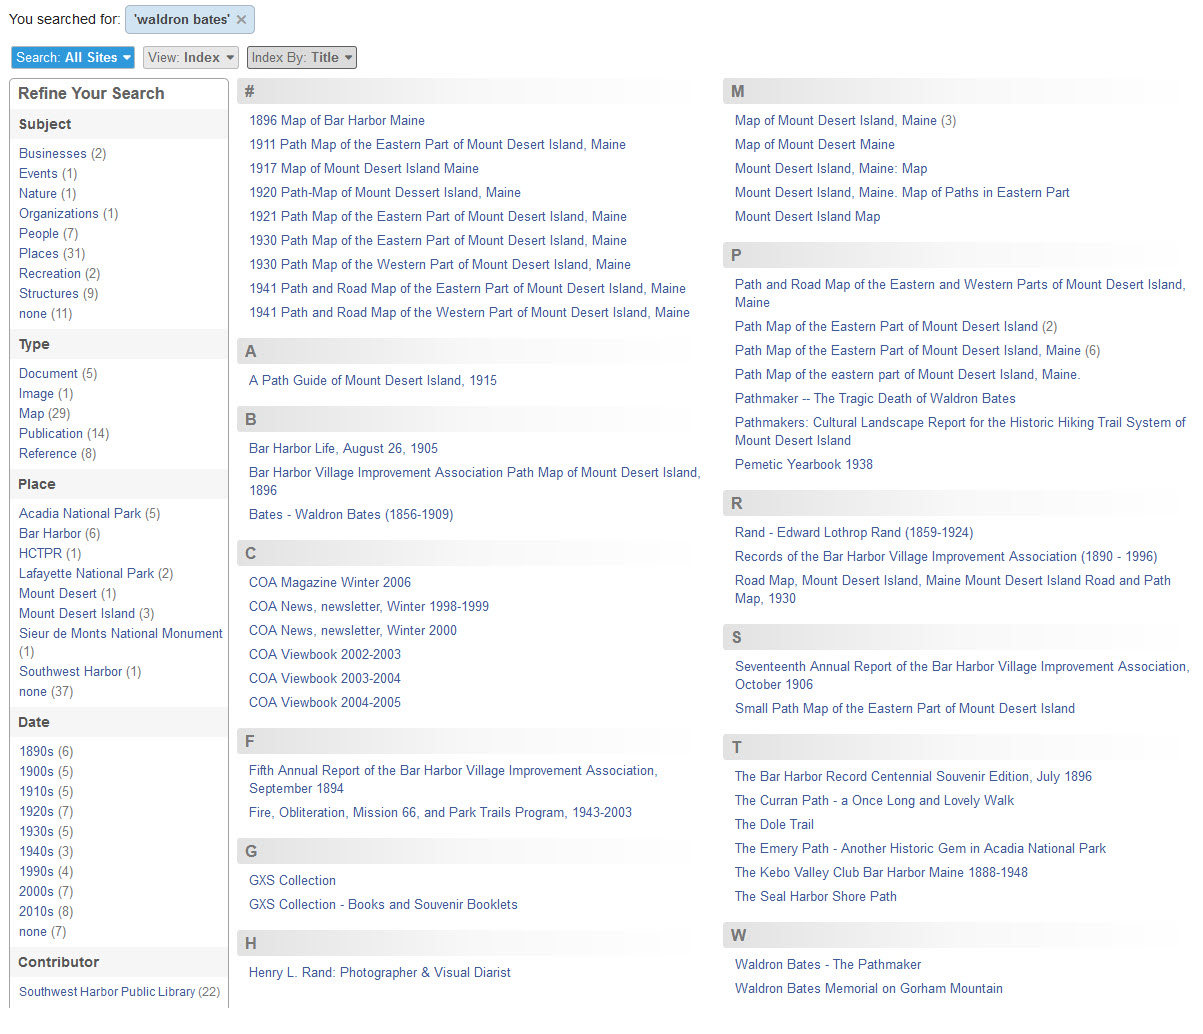 You searched for: 'waldron bates' ×
Search: All Sites ▾ View: Index ▾ Index By: Title ▾
Refine Your Search
Subject
Businesses (2)
Events (1)
Nature (1)
Organizations (1)
People (7)
Places (31)
Recreation (2)
Structures (9)
none (11)
Type
Document (5)
Image (1)
Map (29)
Publication (14)
Reference (8)
Place
Acadia National Park (5)
Bar Harbor (6)
HCTPR (1)
Lafayette National Park (2)
Mount Desert (1)
Mount Desert Island (3)
Sieur de Monts National Monument
(1)
Southwest Harbor (1)
none (37)
Date
1890s (6)
1900s (5)
1910s (5)
1920s (7)
1930s (5)
1940s (3)
1990s (4)
2000s (7)
2010s (8)
none (7)
Contributor
Southwest Harbor Public Library (22)
#
1896 Map of Bar Harbor Maine
1911 Path Map of the Eastern Part of Mount Desert Island, Maine
1917 Map of Mount Desert Island Maine
1920 Path-Map of Mount Dessert Island, Maine
1921 Path Map of the Eastern Part of Mount Desert Island, Maine
1930 Path Map of the Eastern Part of Mount Desert Island, Maine
1930 Path Map of the Western Part of Mount Desert Island, Maine
1941 Path and Road Map of the Eastern Part of Mount Desert Island, Maine
1941 Path and Road Map of the Western Part of Mount Desert Island, Maine
A
A Path Guide of Mount Desert Island, 1915
B
Bar Harbor Life, August 26, 1905
Bar Harbor Village Improvement Association Path Map of Mount Desert Island,
1896
Bates - Waldron Bates (1856-1909)
C
COA Magazine Winter 2006
COA News, newsletter, Winter 1998-1999
COA News, newsletter, Winter 2000
COA Viewbook 2002-2003
COA Viewbook 2003-2004
COA Viewbook 2004-2005
F
Fifth Annual Report of the Bar Harbor Village Improvement Association,
September 1894
Fire, Obliteration, Mission 66, and Park Trails Program, 1943-2003
G
GXS Collection
GXS Collection - Books and Souvenir Booklets
H
Henry L. Rand: Photographer & Visual Diarist
M
Map of Mount Desert Island, Maine (3)
Map of Mount Desert Maine
Mount Desert Island, Maine: Map
Mount Desert Island, Maine. Map of Paths in Eastern Part
Mount Desert Island Map
P
Path and Road Map of the Eastern and Western Parts of Mount Desert Island,
Maine
Path Map of the Eastern Part of Mount Desert Island (2)
Path Map of the Eastern Part of Mount Desert Island, Maine (6)
Path Map of the eastern part of Mount Desert Island, Maine.
Pathmaker -- The Tragic Death of Waldron Bates
Pathmakers: Cultural Landscape Report for the Historic Hiking Trail System of
Mount Desert Island
Pemetic Yearbook 1938
R
Rand - Edward Lothrop Rand (1859-1924)
Records of the Bar Harbor Village Improvement Association (1890 - 1996)
Road Map, Mount Desert Island, Maine Mount Desert Island Road and Path
Map, 1930
S
Seventeenth Annual Report of the Bar Harbor Village Improvement Association,
October 1906
Small Path Map of the Eastern Part of Mount Desert Island
T
The Bar Harbor Record Centennial Souvenir Edition, July 1896
The Curran Path - a Once Long and Lovely Walk
The Dole Trail
The Emery Path - Another Historic Gem in Acadia National Park
The Kebo Valley Club Bar Harbor Maine 1888-1948
The Seal Harbor Shore Path
W
Waldron Bates - The Pathmaker
Waldron Bates Memorial on Gorham Mountain